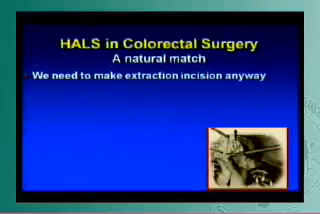 HALS in Colorectal Surgery
A natural match
We need to make extraction incision anyway